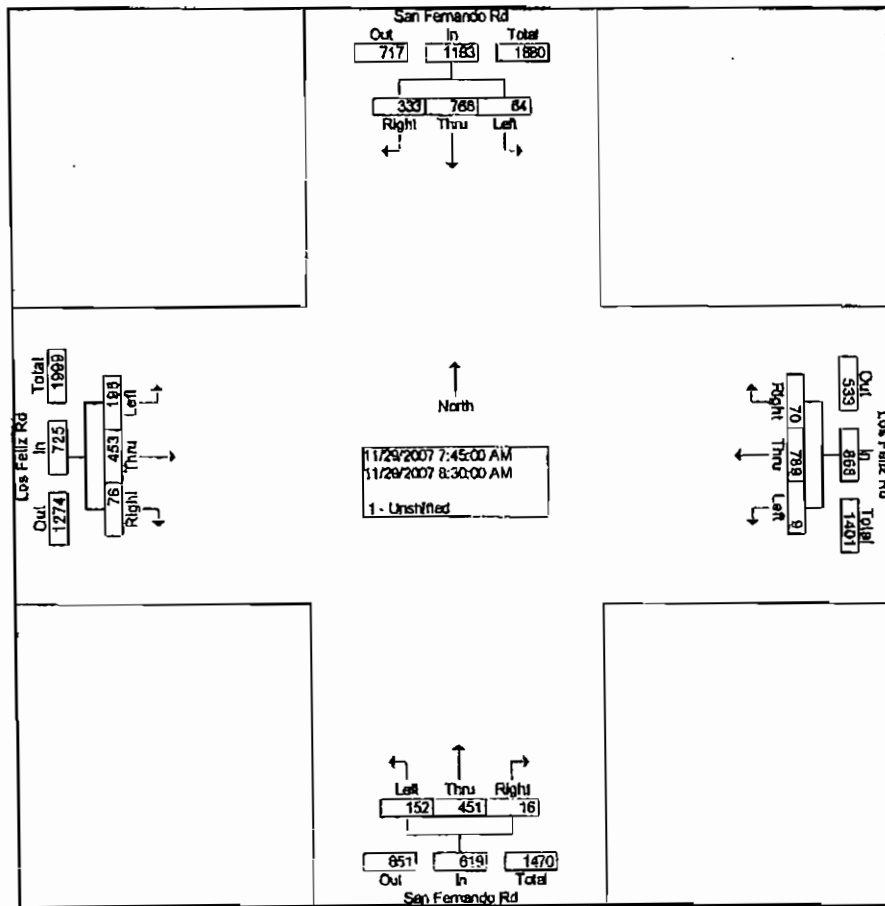 San Fernando Rd
Out In Total
717 1163 1880
333 766 64
Right Thru Left
Los Feliz Rd
Total 1999
In 725
Out 1274
Left 196
Thru 453
Right 76
North
11/29/2007 7:45:00 AM
11/29/2007 8:30:00 AM
1 - Unshifted
Right 70
Thru 789
Left 9
Out 533
In 868
Total 1401
Los Feliz Rd
Left Thru Right
152 451 16
851 619 1470
Out In Total
San Fernando Rd